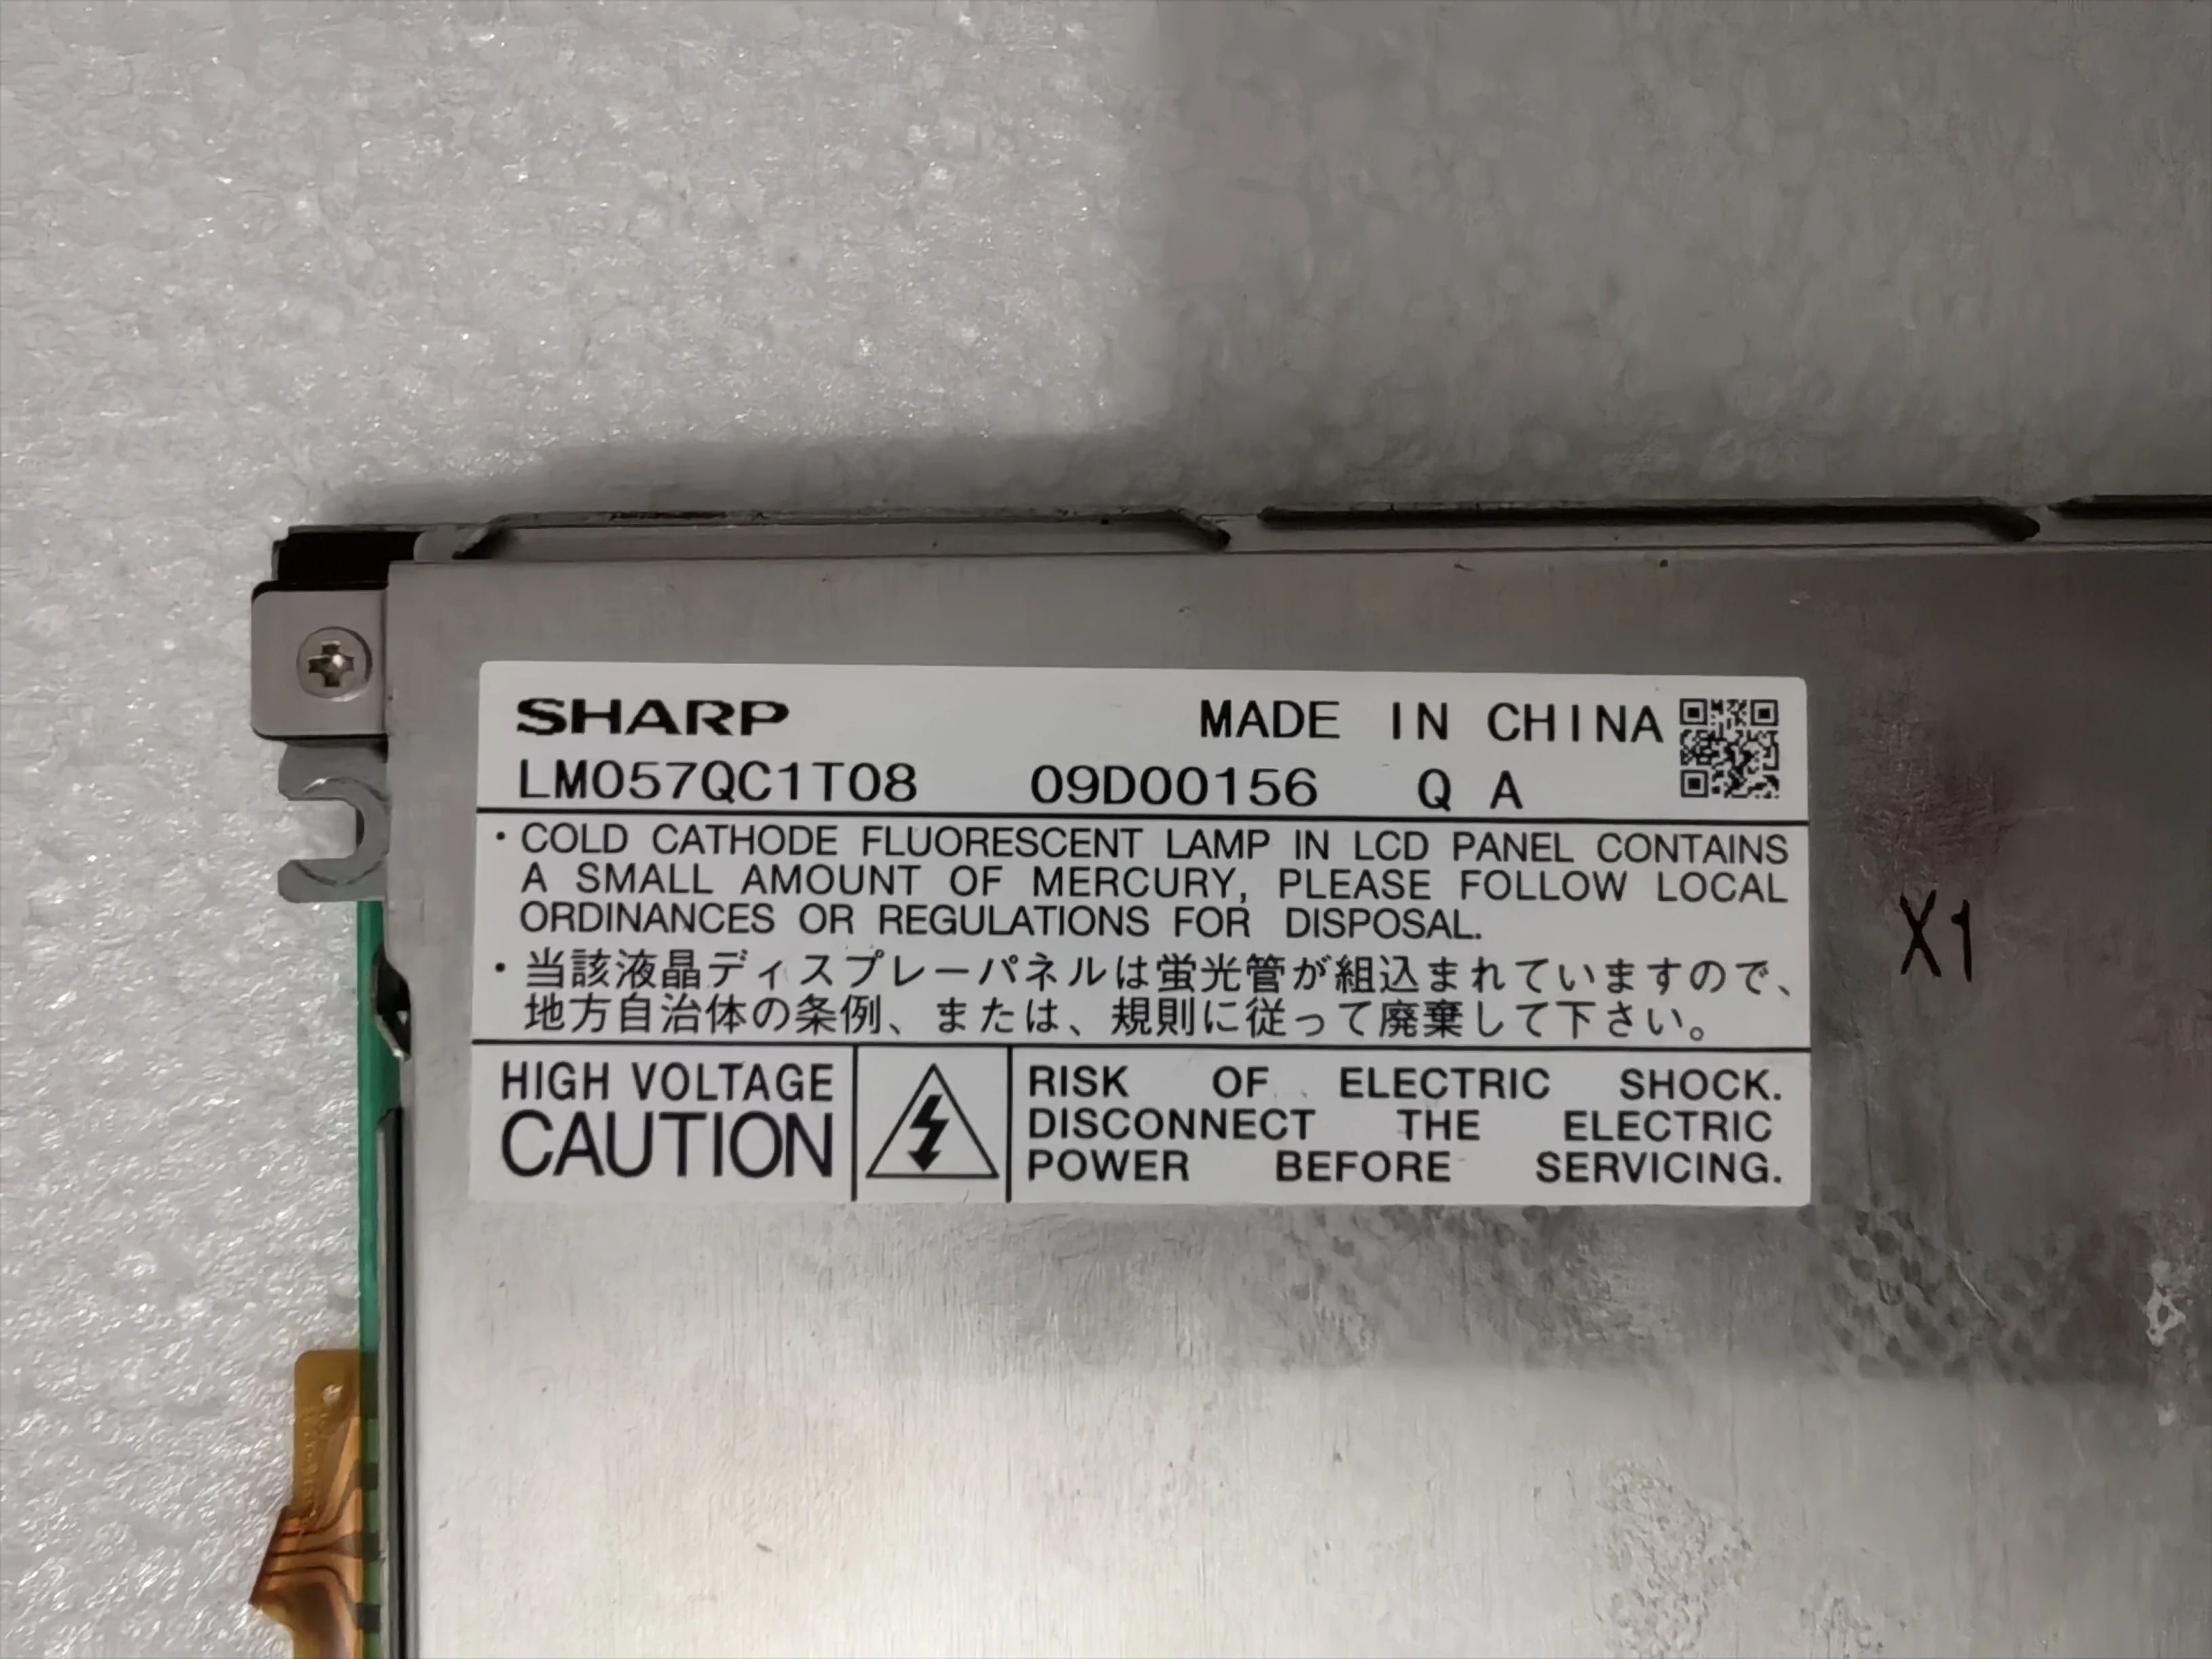 SHARP MADE IN CHINA
LM057QC1T08 09D00156 Q A
・COLD CATHODE FLUORESCENT LAMP IN LCD PANEL CONTAINS
A SMALL AMOUNT OF MERCURY, PLEASE FOLLOW LOCAL
ORDINANCES OR REGULATIONS FOR DISPOSAL.
・当該液晶ディスプレーパネルは蛍光管が組込まれていますので、
地方自治体の条例、または、規則に従って廃棄して下さい。
HIGH VOLTAGE
CAUTION
RISK OF ELECTRIC SHOCK.
DISCONNECT THE ELECTRIC
POWER BEFORE SERVICING.
X1